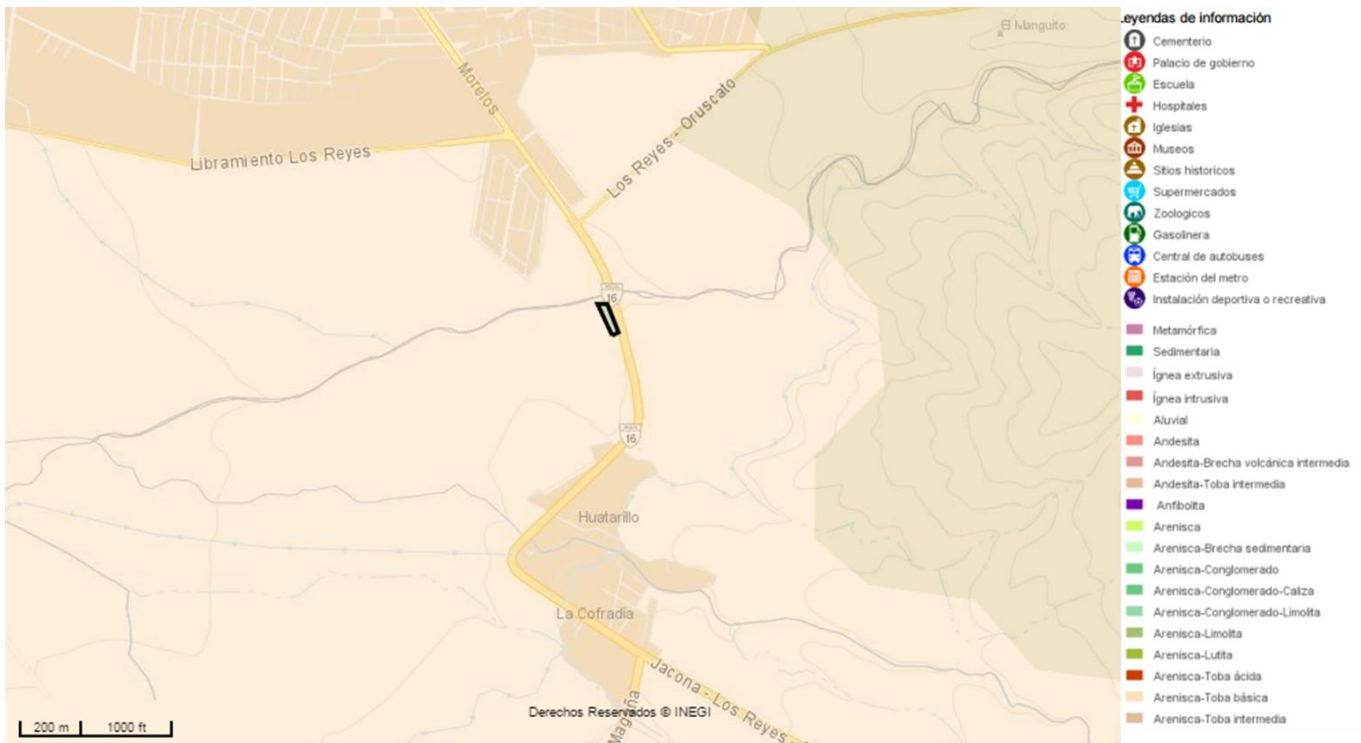 El Manguito
Morelos
Libramiento Los Reyes
Los Reyes - Oruscato
16
16
Huatarillo
La Cofradía
Jacona - Los Reyes -
Magaña
Derechos Reservados © INEGI
200 m 1000 ft
Leyendas de información
Cementerio
Palacio de gobierno
Escuela
Hospitales
Iglesias
Museos
Sitios historicos
Supermercados
Zoologicos
Gasolinera
Central de autobuses
Estación del metro
Instalación deportiva o recreativa
Metamórfica
Sedimentaria
Ígnea extrusiva
Ígnea intrusiva
Aluvial
Andesita
Andesita-Brecha volcánica intermedia
Andesita-Toba intermedia
Anfibolita
Arenisca
Arenisca-Brecha sedimentaria
Arenisca-Conglomerado
Arenisca-Conglomerado-Caliza
Arenisca-Conglomerado-Limolita
Arenisca-Limolita
Arenisca-Lutita
Arenisca-Toba ácida
Arenisca-Toba básica
Arenisca-Toba intermedia